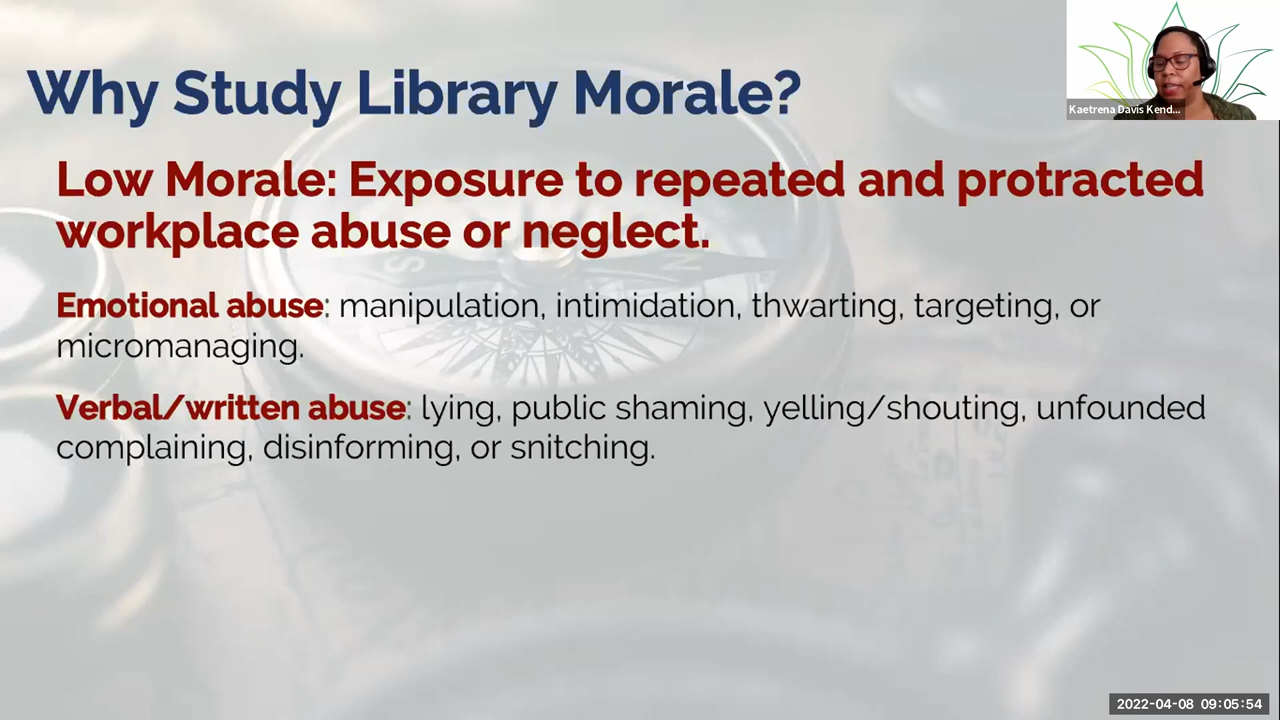 Why Study Library Morale?
Kaetrena Davis Kend...
Low Morale: Exposure to repeated and protracted
workplace abuse or neglect.
Emotional abuse: manipulation, intimidation, thwarting, targeting, or
micromanaging.
Verbal/written abuse: lying, public shaming, yelling/shouting, unfounded
complaining, disinforming, or snitching.
2022-04-08 09:05:54